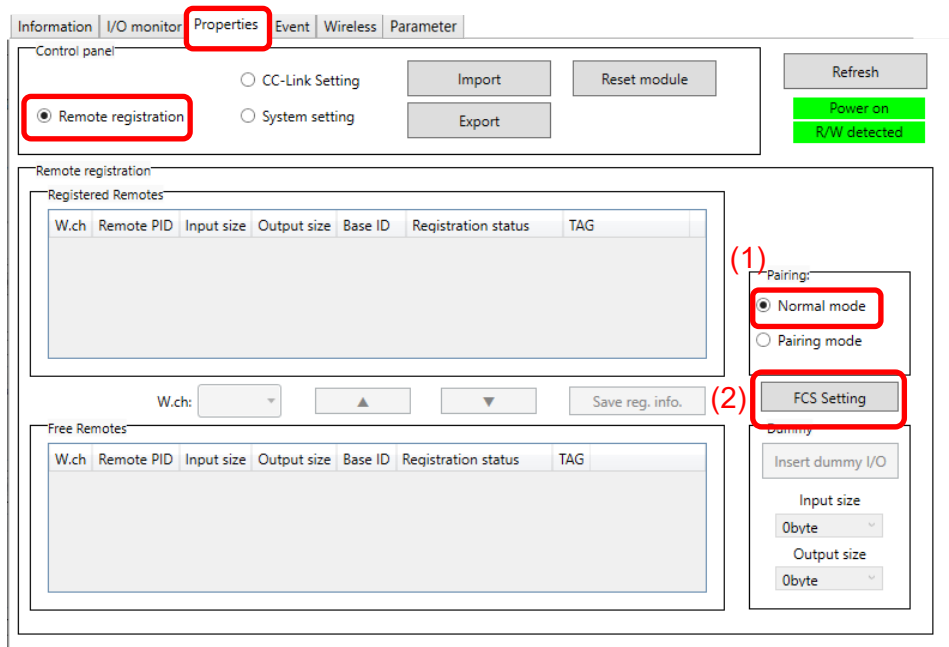 Information I/O monitor Properties Event Wireless Parameter
Control panel
CC-Link Setting Import Reset module Refresh
Remote registration System setting Export Power on
R/W detected
Remote registration
Registered Remotes
W.ch Remote PID Input size Output size Base ID Registration status TAG
(1)
Pairing:
Normal mode
Pairing mode
W.ch: ▲ ▼ Save reg. info. (2) FCS Setting
Free Remotes
Dummy
W.ch Remote PID Input size Output size Base ID Registration status TAG
Insert dummy I/O
Input size
0byte
Output size
0byte